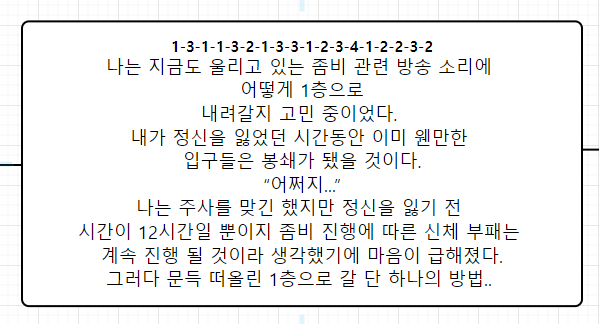 1-3-1-1-3-2-1-3-3-1-2-3-4-1-2-2-3-2
나는 지금도 울리고 있는 좀비 관련 방송 소리에
어떻게 1층으로
내려갈지 고민 중이었다.
내가 정신을 잃었던 시간동안 이미 웬만한
입구들은 봉쇄가 됐을 것이다.
“어쩌지...”
나는 주사를 맞긴 했지만 정신을 잃기 전
시간이 12시간일 뿐이지 좀비 진행에 따른 신체 부패는
계속 진행 될 것이라 생각했기에 마음이 급해졌다.
그러다 문득 떠올린 1층으로 갈 단 하나의 방법..